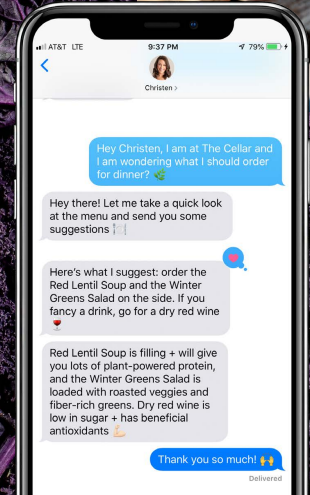 AT&T LTE 9:37 PM 79%
Christen >
Hey Christen, I am at The Cellar and
I am wondering what I should order
for dinner? 🌿
Hey there! Let me take a quick look
at the menu and send you some
suggestions 🍽️
Here's what I suggest: order the
Red Lentil Soup and the Winter
Greens Salad on the side. If you
fancy a drink, go for a dry red wine
🍷
Red Lentil Soup is filling + will give
you lots of plant-powered protein,
and the Winter Greens Salad is
loaded with roasted veggies and
fiber-rich greens. Dry red wine is
low in sugar + has beneficial
antioxidants 💪🏻
Thank you so much! 🙌
Delivered